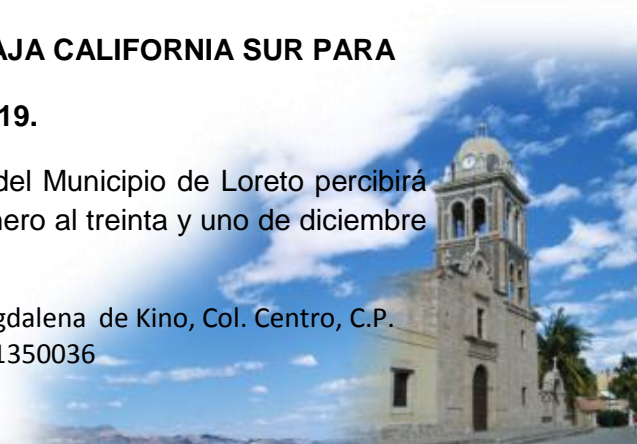 AJA CALIFORNIA SUR PARA
19.
del Municipio de Loreto percibirá
nero al treinta y uno de diciembre
gdalena de Kino, Col. Centro, C.P.
1350036